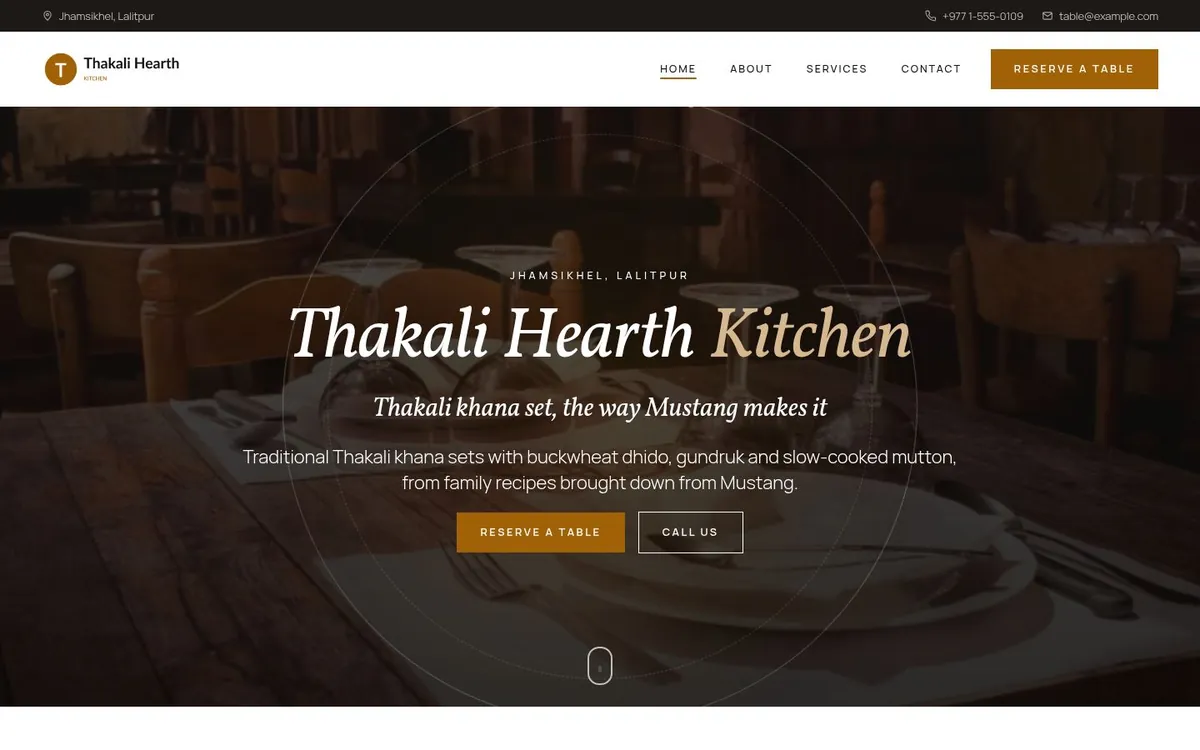 Jhamsikhel, Lalitpur
+977 1-555-0109
table@example.com
T
Thakali Hearth
KITCHEN
HOME
ABOUT
SERVICES
CONTACT
RESERVE A TABLE
JHAMSIKHEL, LALITPUR
Thakali Hearth Kitchen
Thakali khana set, the way Mustang makes it
Traditional Thakali khana sets with buckwheat dhido, gundruk and slow-cooked mutton,
from family recipes brought down from Mustang.
RESERVE A TABLE
CALL US